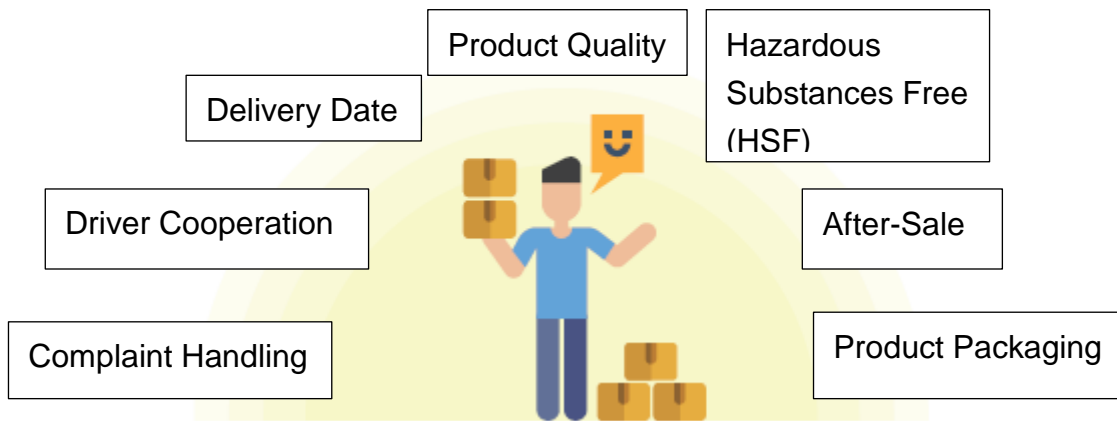 Product Quality
Hazardous
Substances Free
(HSF)
Delivery Date
Driver Cooperation
After-Sale
Complaint Handling
Product Packaging